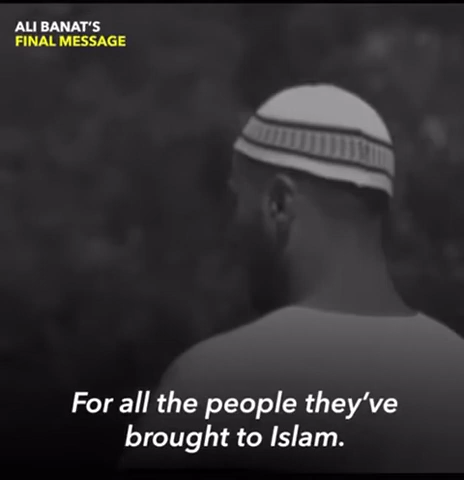 ALI BANAT'S
FINAL MESSAGE
For all the people they've
brought to Islam.